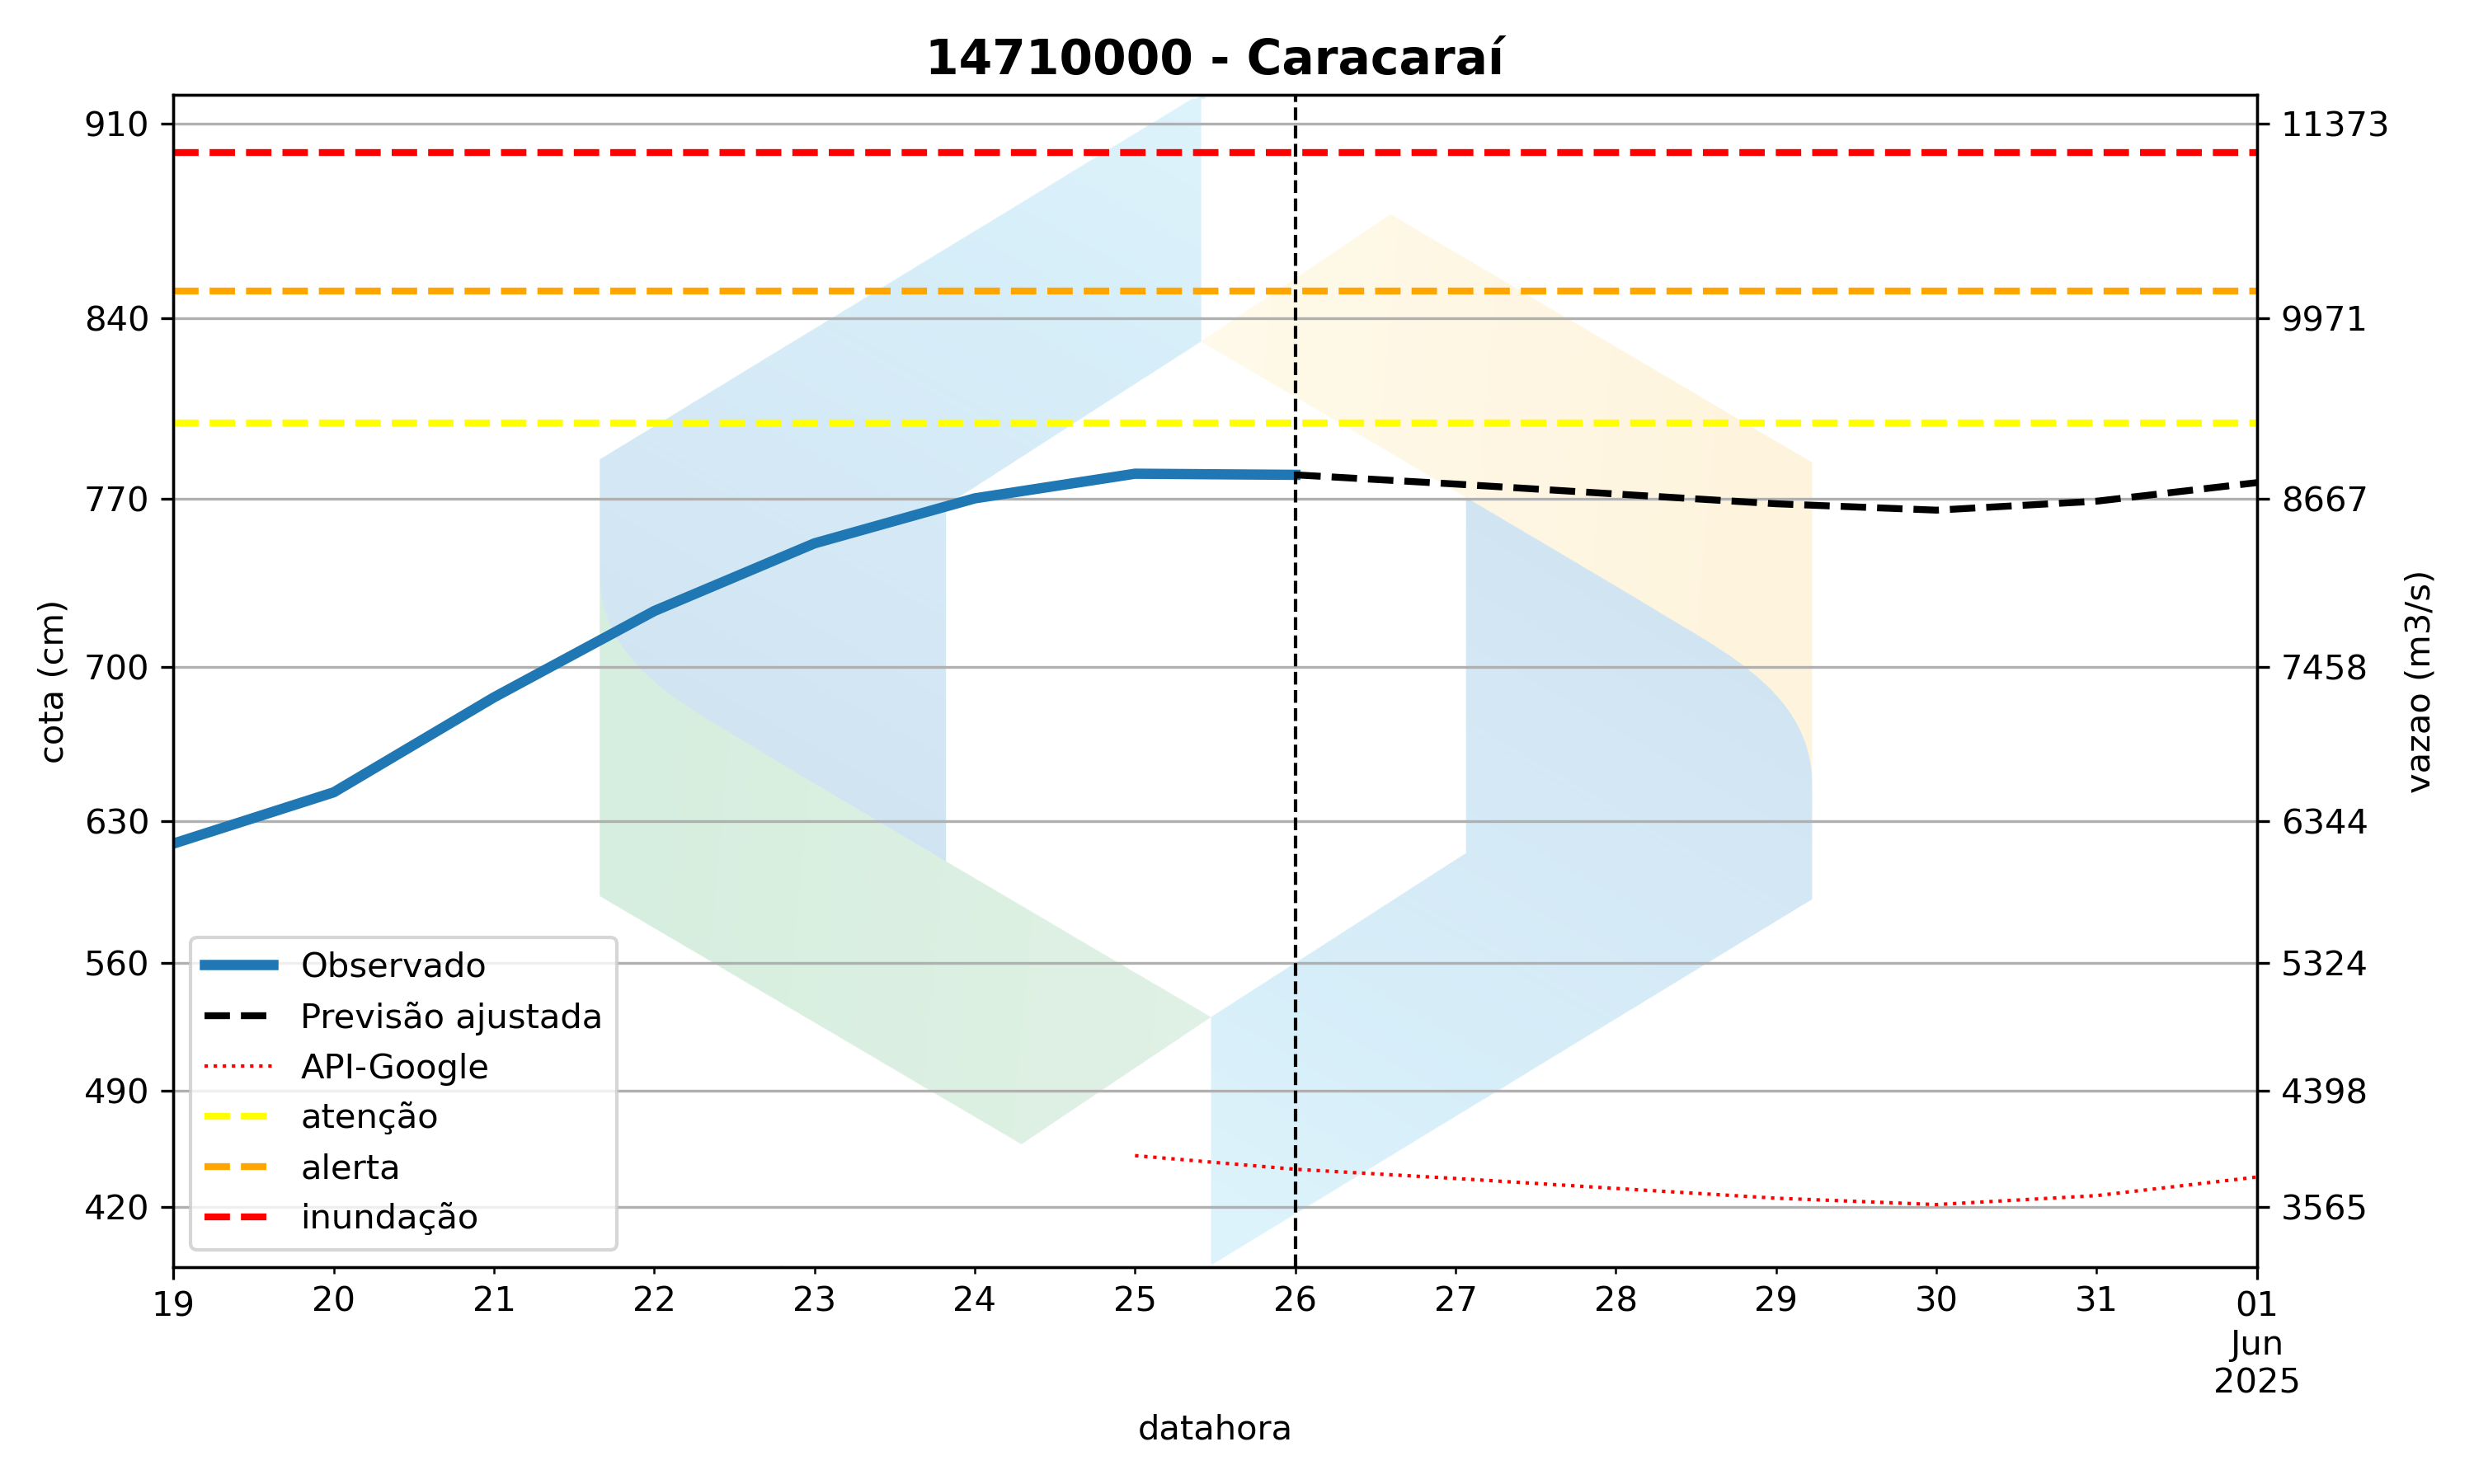 14710000 - Caracaraí
910
840
770
700
630
560
490
420
cota (cm)
11373
9971
8667
7458
6344
5324
4398
3565
vazao (m3/s)
Observado
Previsão ajustada
API-Google
atenção
alerta
inundação
19 20 21 22 23 24 25 26 27 28 29 30 31 01
Jun
2025
datahora